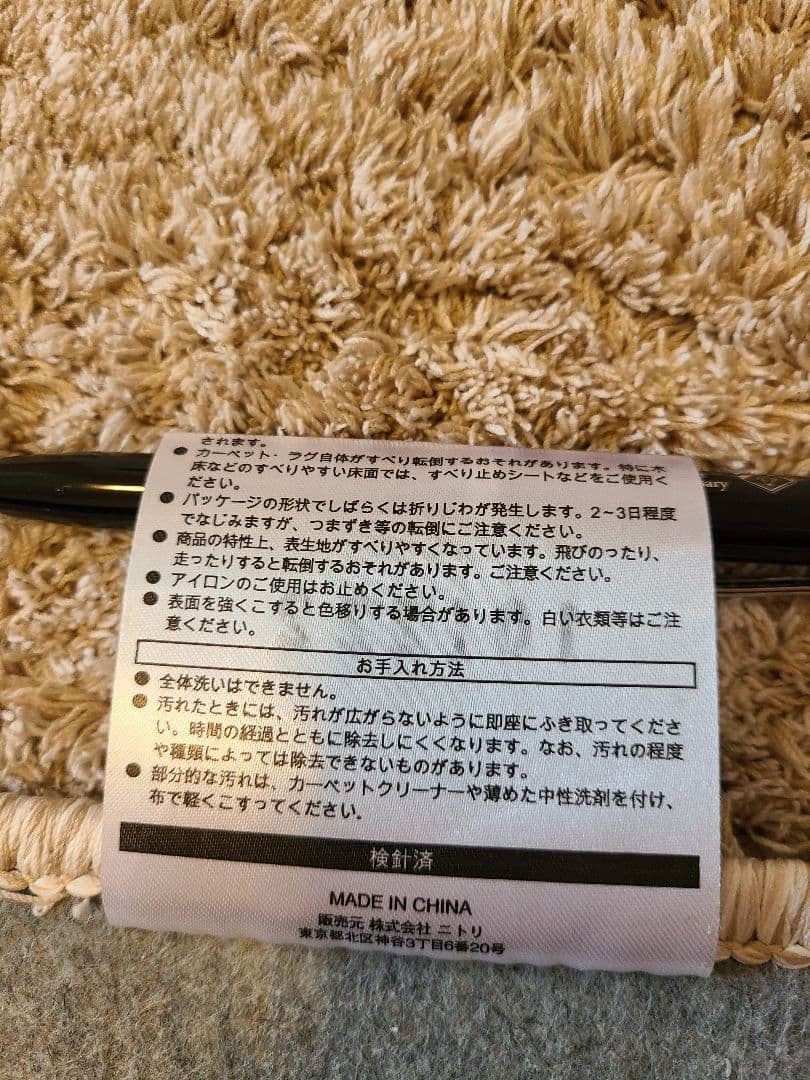 されます。
● カーペット・ラグ自体がすべり転倒するおそれがあります。特に木
床などのすべりやすい床面では、すべり止めシートなどをご使用く
ださい。
● パッケージの形状でしばらくは折りじわが発生します。2~3日程度
でなじみますが、つまずき等の転倒にご注意ください。
● 商品の特性上、表生地がすべりやすくなっています。飛びのったり、
走ったりすると転倒するおそれがあります。ご注意ください。
● アイロンのご使用はお止めください。
● 表面を強くこすると色移りする場合があります。白い衣類等はご注
意ください。
お手入れ方法
● 全体洗いはできません。
● 汚れたときには、汚れが広がらないように即座にふき取ってくださ
い。時間の経過とともに除去しにくくなります。なお、汚れの程度
や種類によっては除去できないものがあります。
● 部分的な汚れは、カーペットクリーナーや薄めた中性洗剤を付け、
布で軽くこすってください。
検針済
MADE IN CHINA
販売元 株式会社 ニトリ
東京都北区神谷3丁目6番20号